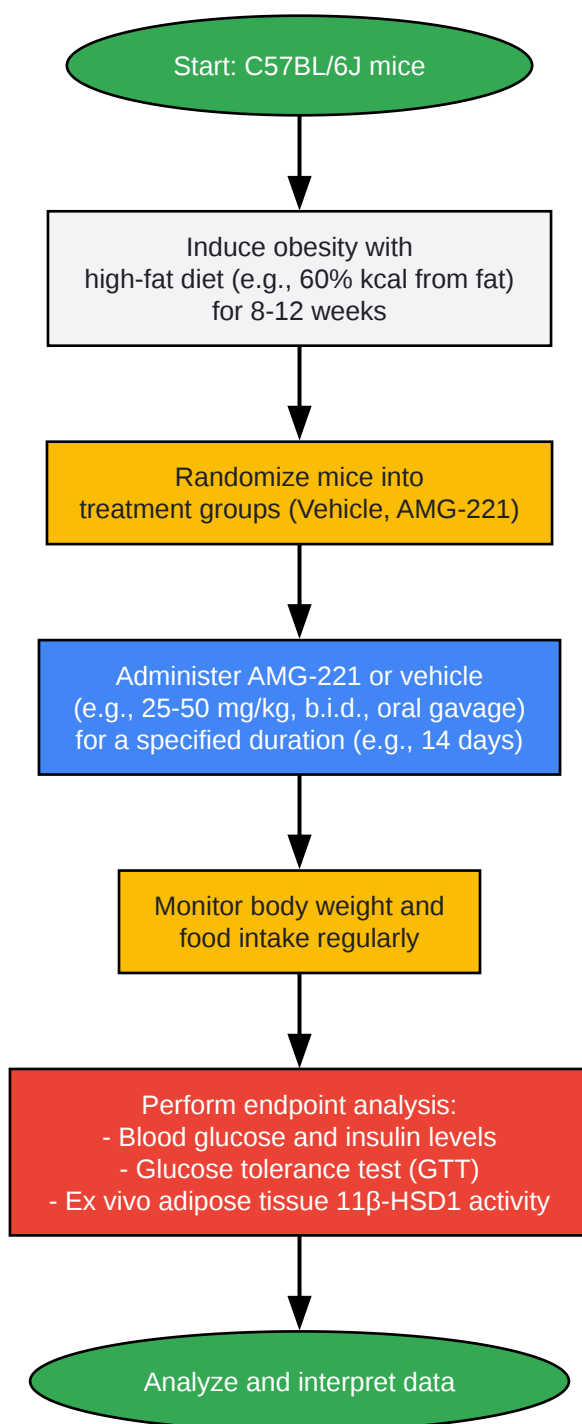 Start: C57BL/6J mice
Induce obesity with
high-fat diet (e.g., 60% kcal from fat)
for 8-12 weeks
Randomize mice into
treatment groups (Vehicle, AMG-221)
Administer AMG-221 or vehicle
(e.g., 25-50 mg/kg, b.i.d., oral gavage)
for a specified duration (e.g., 14 days)
Monitor body weight and
food intake regularly
Perform endpoint analysis:
- Blood glucose and insulin levels
- Glucose tolerance test (GTT)
- Ex vivo adipose tissue 11β-HSD1 activity
Analyze and interpret data